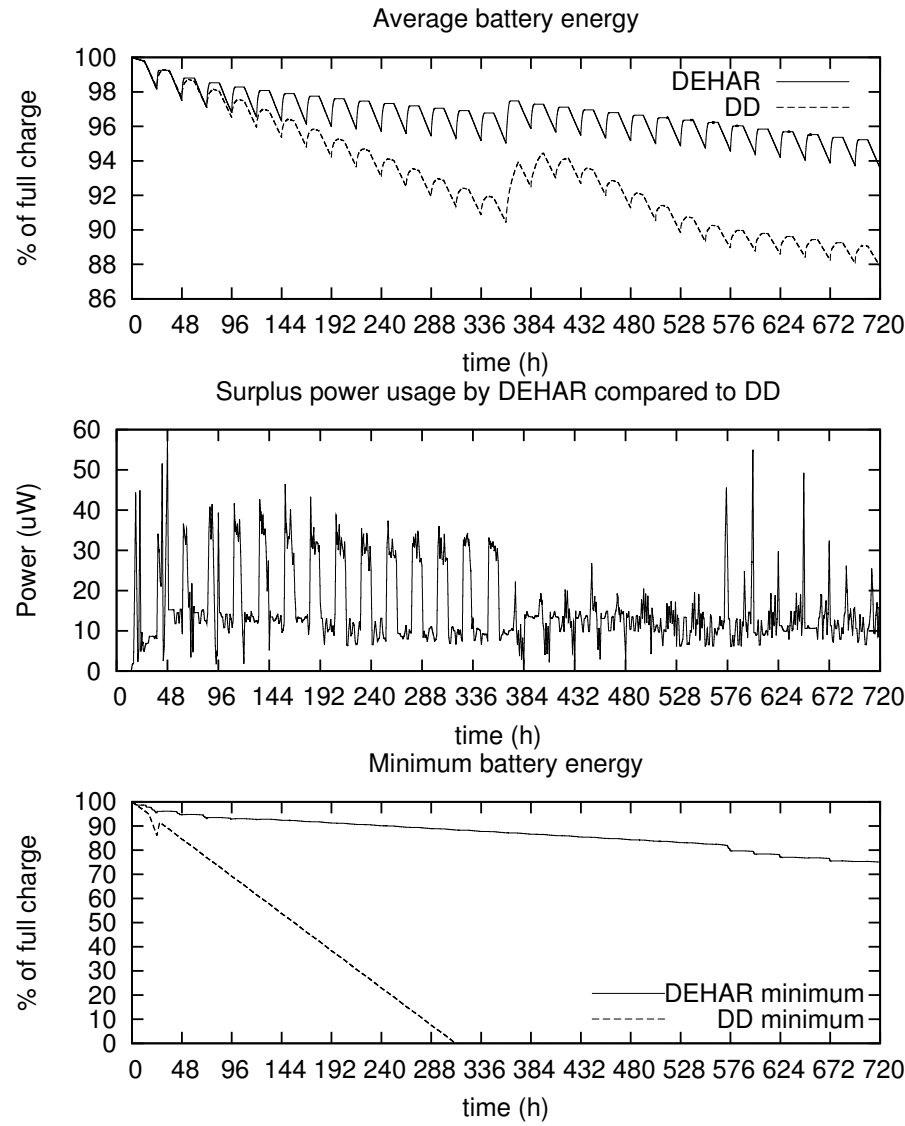 Average battery energy
100
98
96
94
92
90
88
86
% of full charge
DEHAR
DD
0 48 96 144 192 240 288 336 384 432 480 528 576 624 672 720
time (h)
Surplus power usage by DEHAR compared to DD
60
50
40
30
20
10
0
Power (uW)
0 48 96 144 192 240 288 336 384 432 480 528 576 624 672 720
time (h)
Minimum battery energy
100
90
80
70
60
50
40
30
20
10
0
% of full charge
DEHAR minimum
DD minimum
0 48 96 144 192 240 288 336 384 432 480 528 576 624 672 720
time (h)